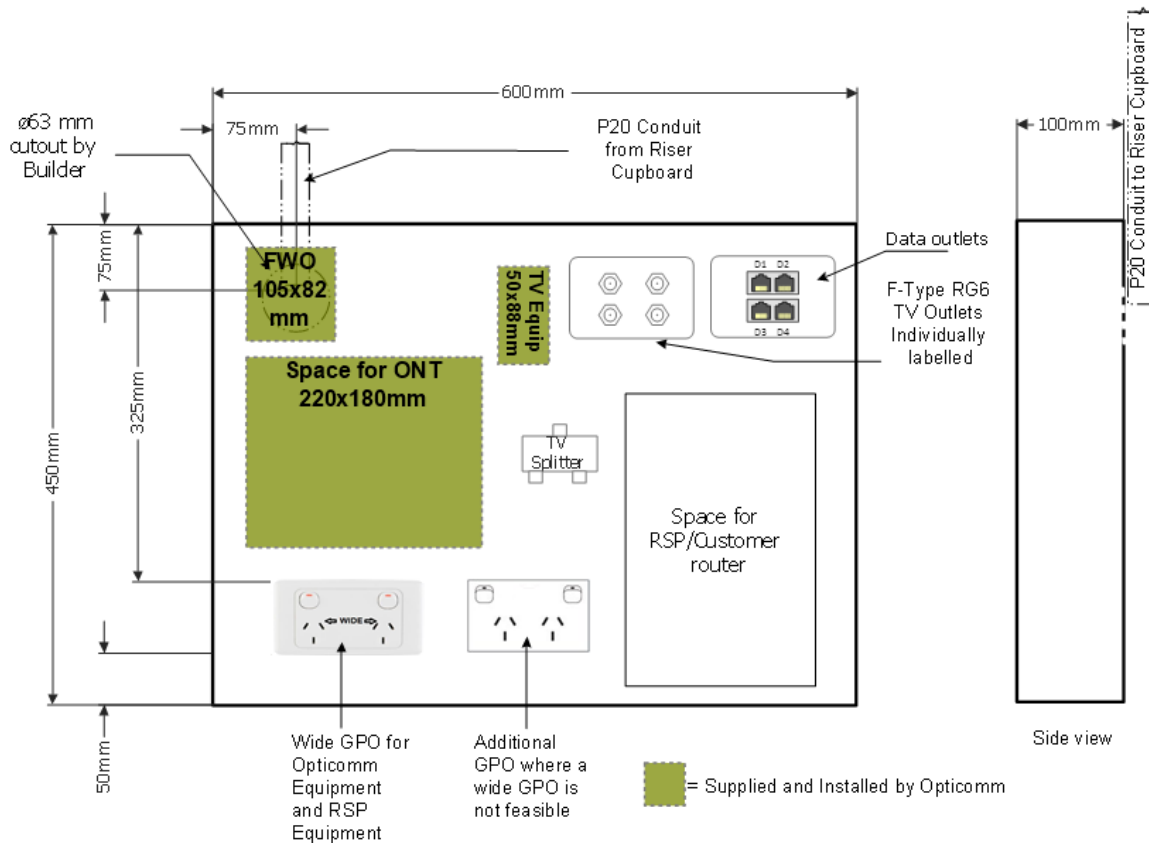 600mm
75mm
ø63 mm
cutout by
Builder
P20 Conduit
from Riser
Cupboard
100mm
P20 Conduit to Riser Cupboard
75mm
325mm
450mm
50mm
FWO
105x82
mm
TV Equip
50x88mm
D1 D2
D3 D4
Data outlets
F-Type RG6
TV Outlets
Individually
labelled
Space for ONT
220x180mm
TV
Splitter
Space for
RSP/Customer
router
WIDE
Wide GPO for
Opticomm
Equipment
and RSP
Equipment
Additional
GPO where a
wide GPO is
not feasible
= Supplied and Installed by Opticomm
Side view